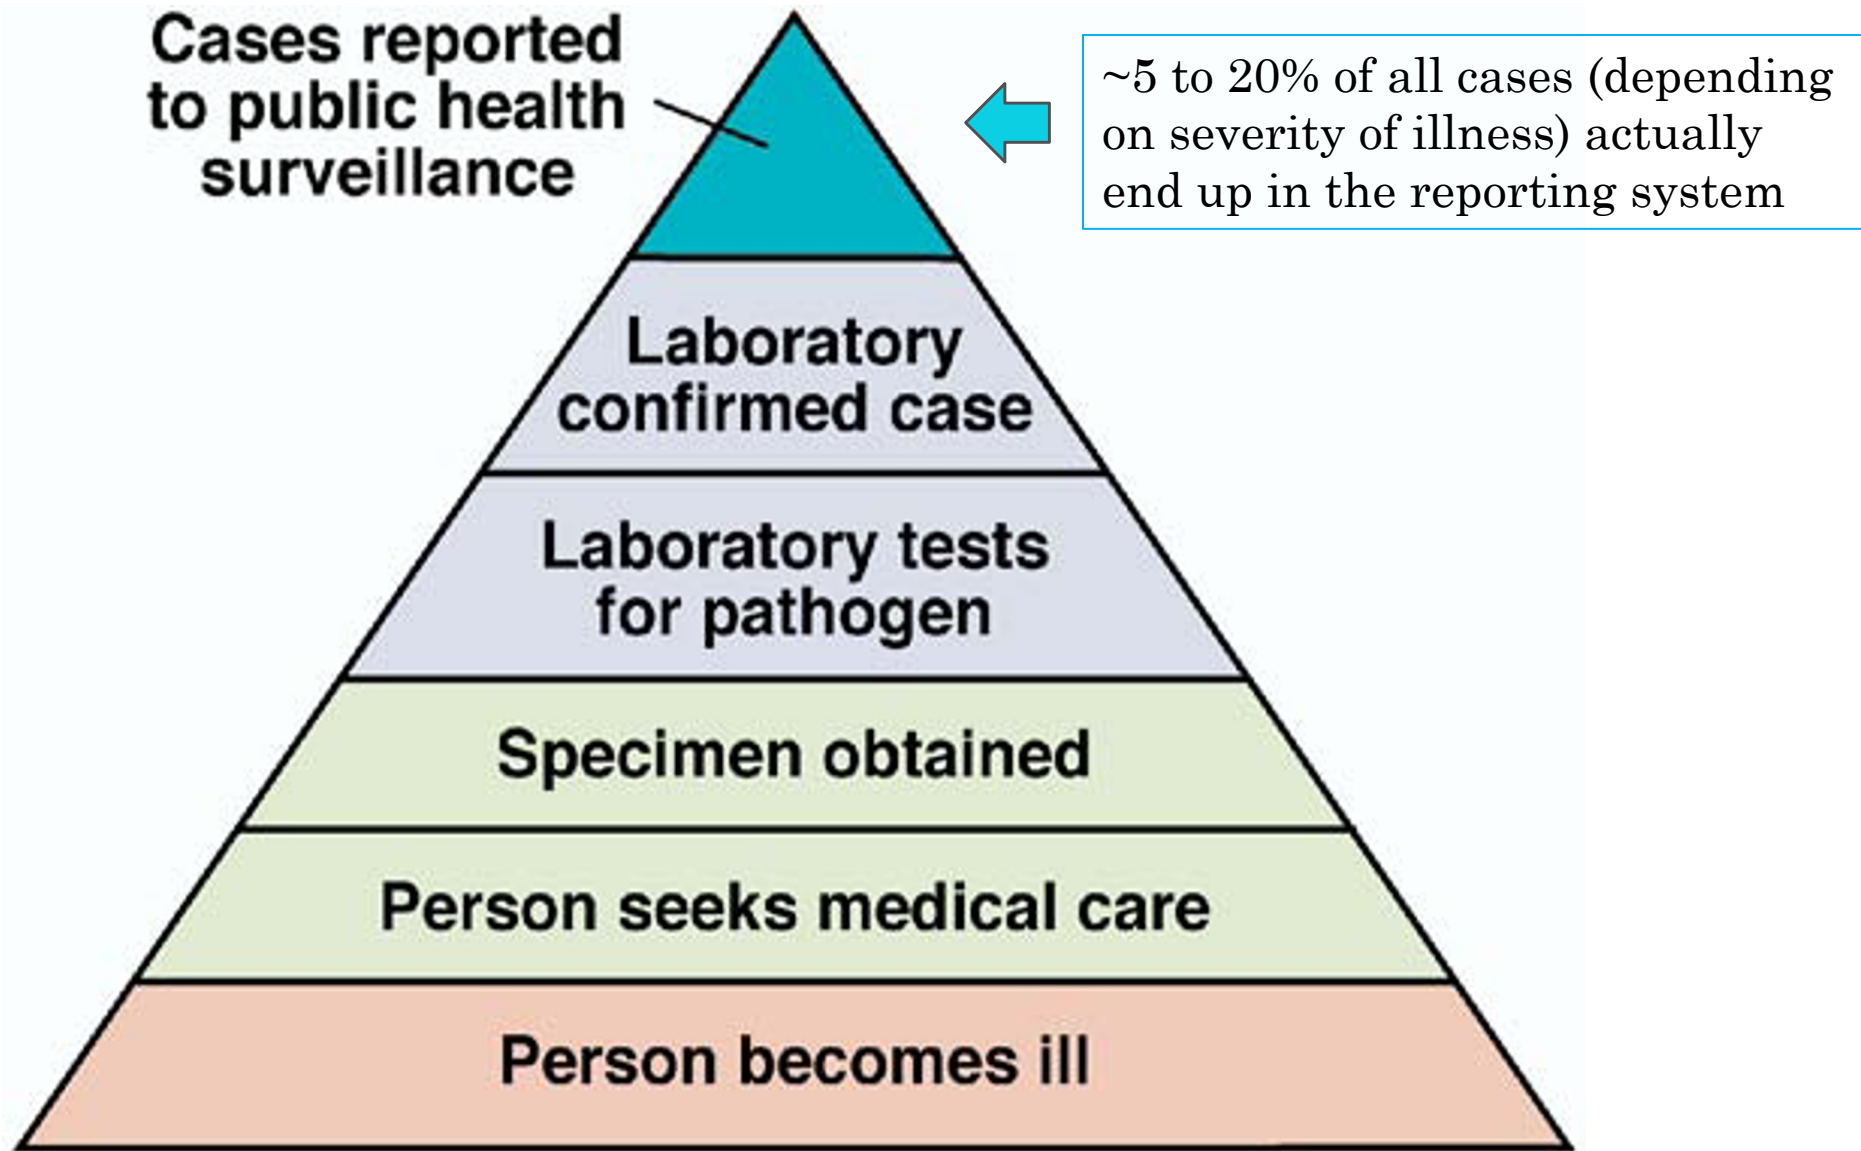 Cases reported
to public health
surveillance
~5 to 20% of all cases (depending
on severity of illness) actually
end up in the reporting system
Laboratory
confirmed case
Laboratory tests
for pathogen
Specimen obtained
Person seeks medical care
Person becomes ill